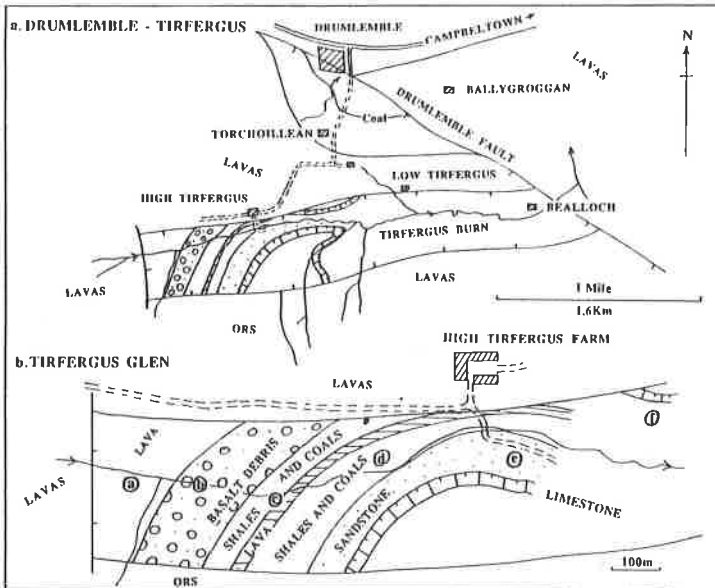 a. DRUMLEMBLE - TIRFERGUS
DRUMLEMBLE
CAMPBELTOWN
N
LAVAS
BALLYGROGGAN
DRUMLEMBLE FAULT
Coal
TORCHOILLEAN
LAVAS
LOW TIRFERGUS
HIGH TIRFERGUS
BEALLOCH
TIRFERGUS BURN
LAVAS
LAVAS
1 Mile
1.6Km
ORS
HIGH TIRFERGUS FARM
b. TIRFERGUS GLEN
LAVAS
f
LAVA
BASALT DEBRIS
SHALES AND COALS
d
e
LAVAS
a
b
c
LAVA
SHALES AND COALS
SANDSTONE
LIMESTONE
ORS
100m